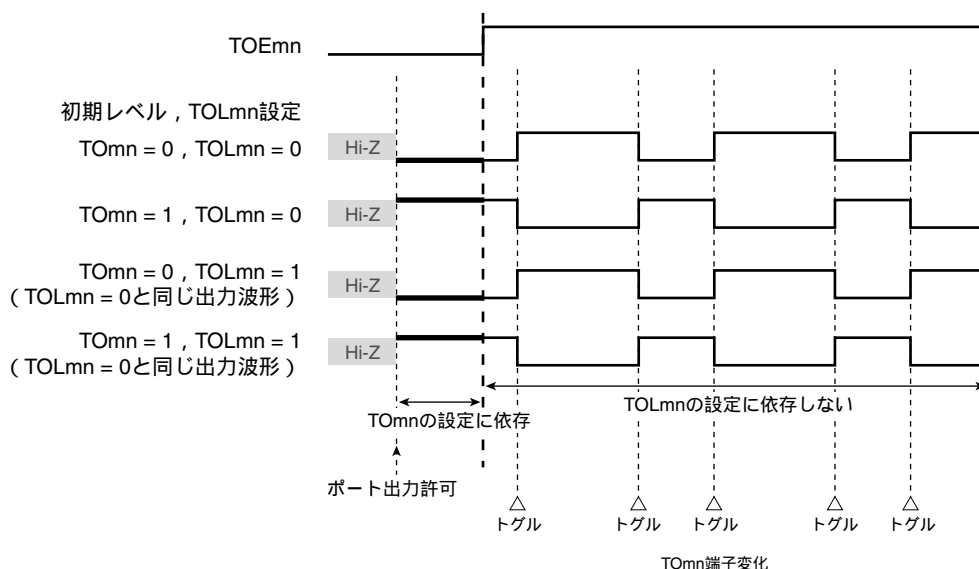 TOEmn
初期レベル , TOLmn設定
TOmn = 0 , TOLmn = 0
Hi-Z
TOmn = 1 , TOLmn = 0
Hi-Z
TOmn = 0 , TOLmn = 1
( TOLmn = 0と同じ出力波形 )
Hi-Z
TOmn = 1 , TOLmn = 1
( TOLmn = 0と同じ出力波形 )
Hi-Z
TOmnの設定に依存
TOLmnの設定に依存しない
ポート出力許可
トグル
トグル
トグル
トグル
トグル
TOmn端子変化